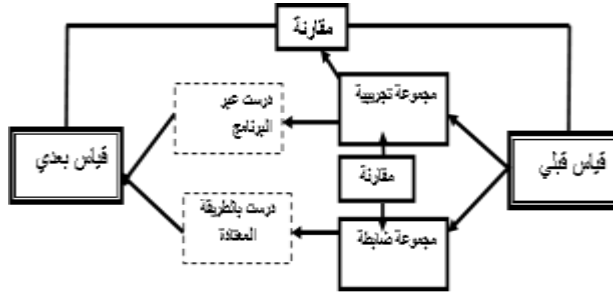 مقارنة
قياس قبلي
مجموعة تجريبية
مقارنة
مجموعة ضابطة
درست عبر
البرنامج
درست بالطريقة
المعتادة
قياس بعدي